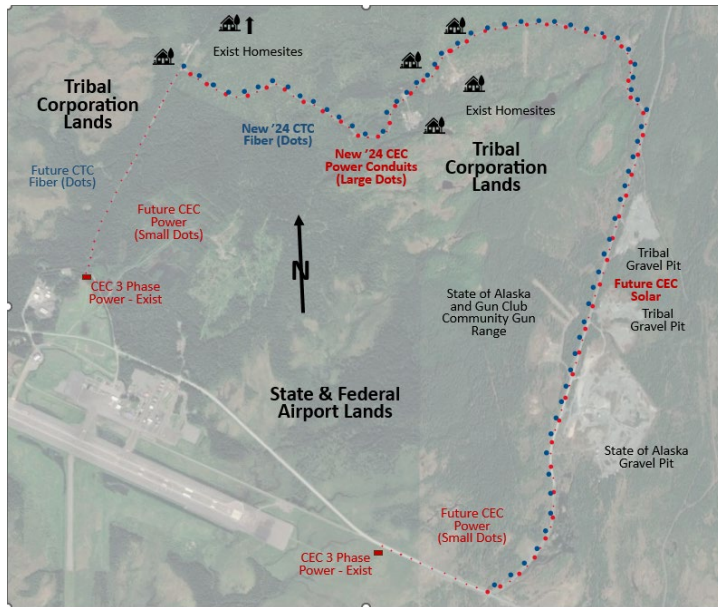 Exist Homesites
Tribal
Corporation
Lands
New '24 CTC
Fiber (Dots)
Exist Homesites
New '24 CEC
Power Conduits
(Large Dots)
Tribal
Corporation
Lands
Future CTC
Fiber (Dots)
Future CEC
Power
(Small Dots)
N
CEC 3 Phase
Power - Exist
Tribal
Gravel Pit
Future CEC
Solar
Tribal
Gravel Pit
State of Alaska
and Gun Club
Community Gun
Range
State & Federal
Airport Lands
State of Alaska
Gravel Pit
Future CEC
Power
(Small Dots)
CEC 3 Phase
Power - Exist